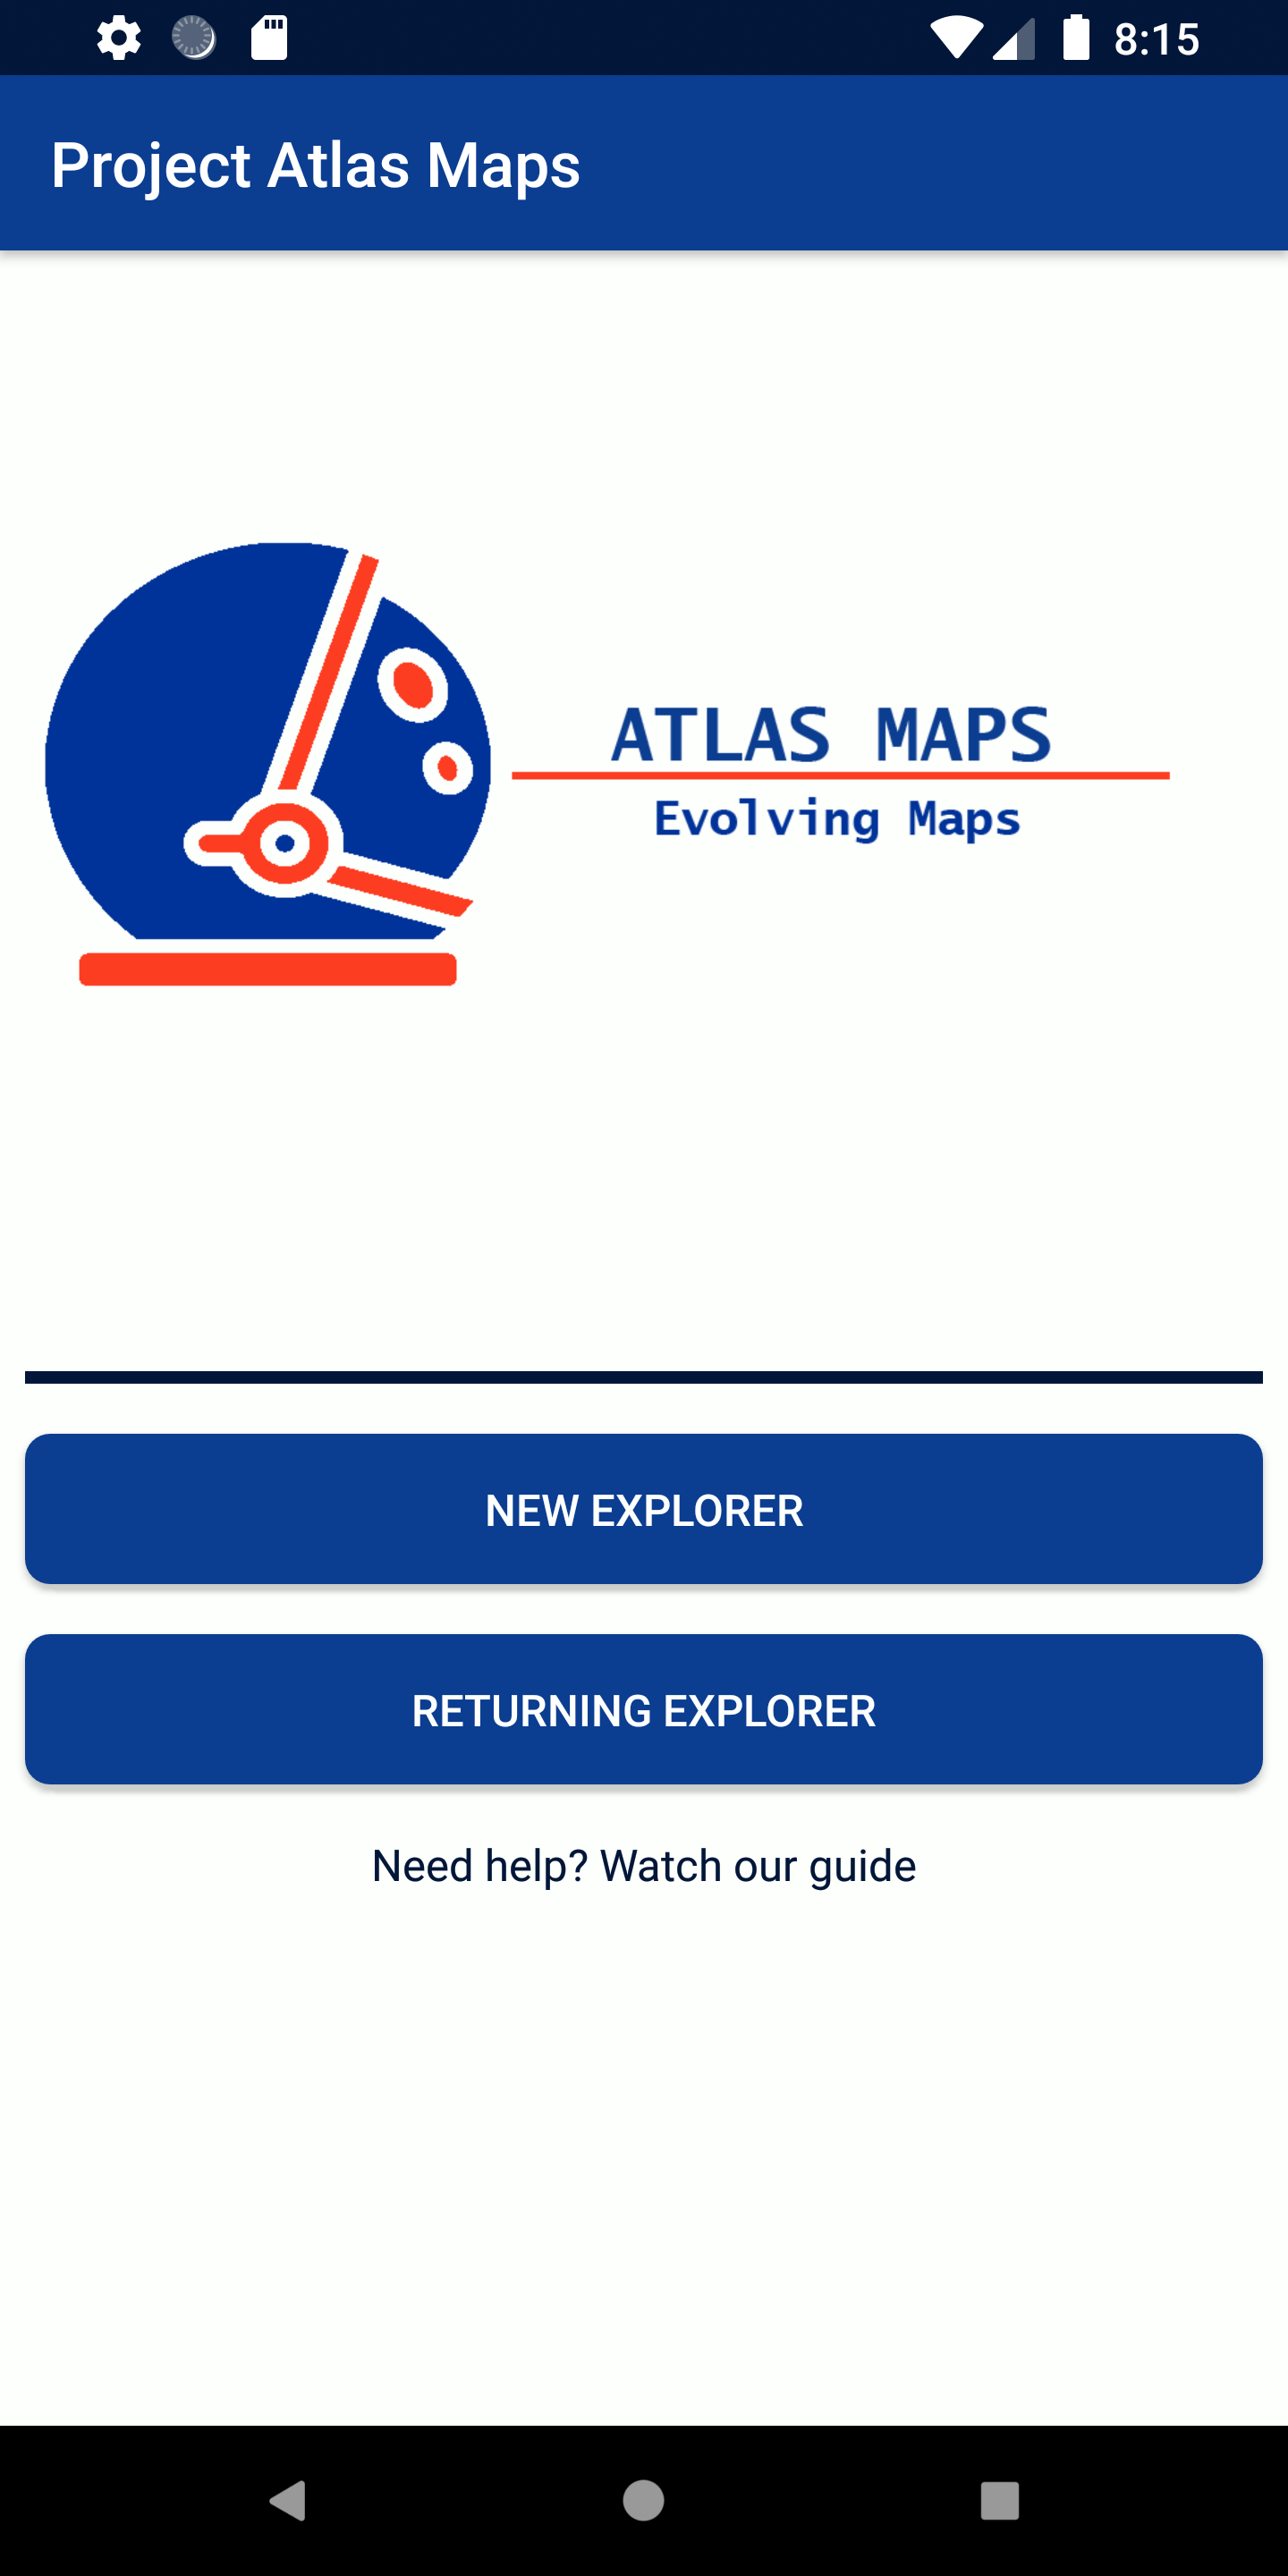 8:15
Project Atlas Maps
ATLAS MAPS
Evolving Maps
NEW EXPLORER
RETURNING EXPLORER
Need help? Watch our guide